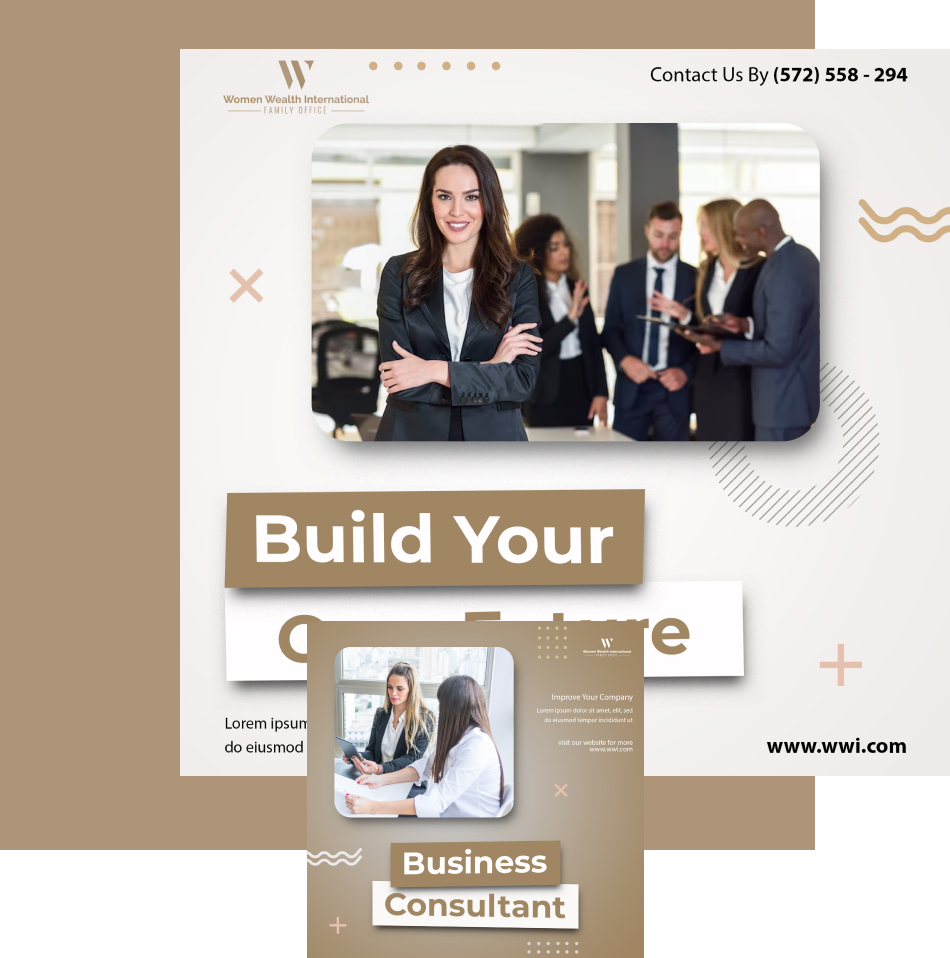 Women Wealth International
FAMILY OFFICE
Contact Us By (572) 558 - 294
Build Your
Lorem ipsum
do eiusmod
www.wwi.com
Women Wealth International
FAMILY OFFICE
Improve Your Company
Lorem ipsum dolor sit amet, elit, sed
do eiusmod tempor incididunt ut
visit our website for more
www.wwi.com
Business
Consultant